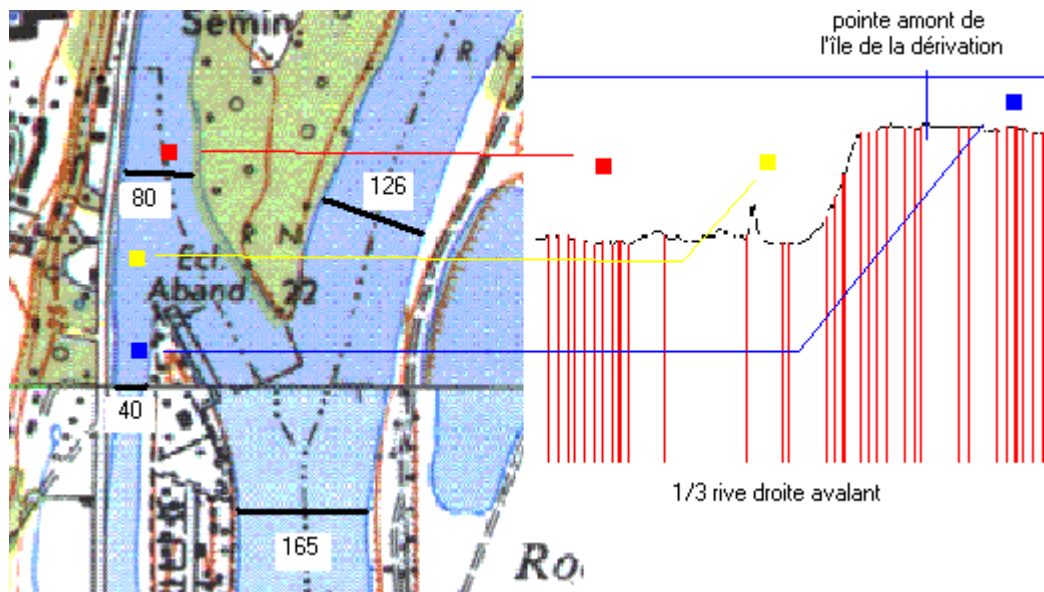 Semin
R N
80
126
R N
Ecl.
Aband. 22
40
165
Ro
pointe amont de
l'île de la dérivation
1/3 rive droite avalant